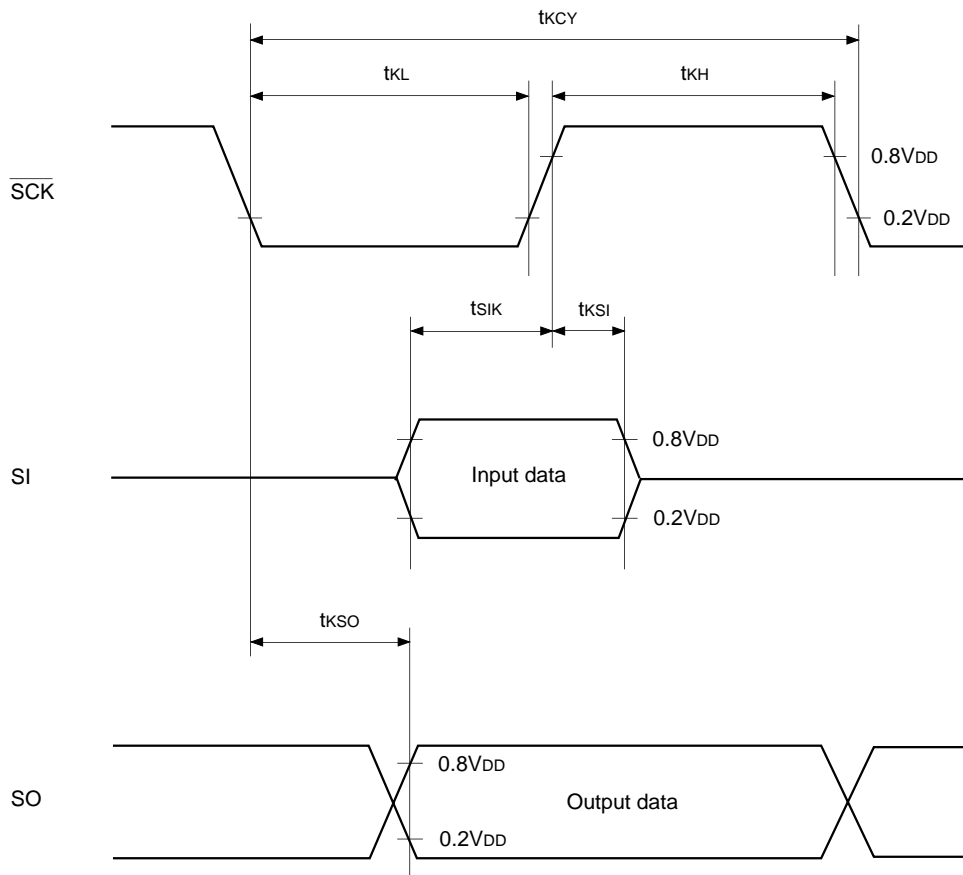 tKCY
tKL
tKH
0.8VDD
SCK
0.2VDD
tSIK
tKSI
0.8VDD
SI
Input data
0.2VDD
tKSO
0.8VDD
SO
Output data
0.2VDD